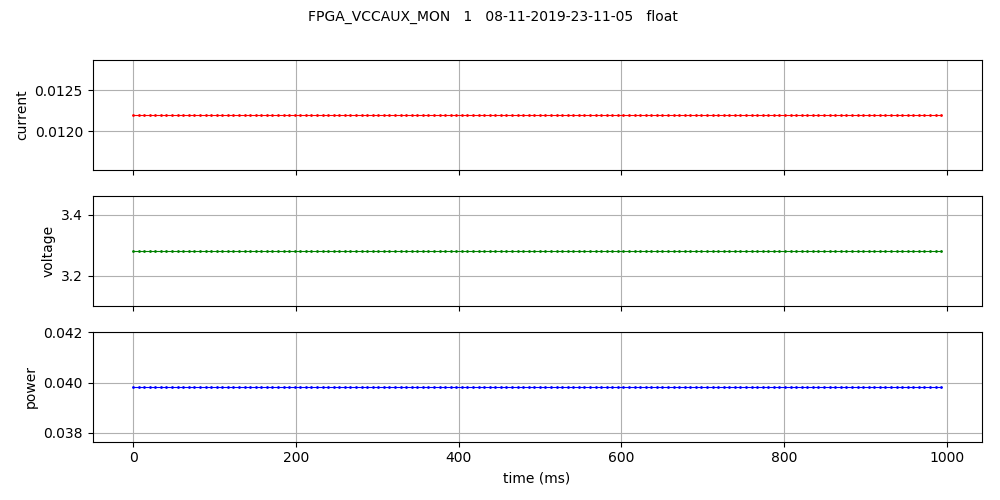 FPGA_VCCAUX_MON 1 08-11-2019-23-11-05 float
0.0125
0.0120
current
3.4
3.2
voltage
0.042
0.040
0.038
power
0 200 400 600 800 1000
time (ms)